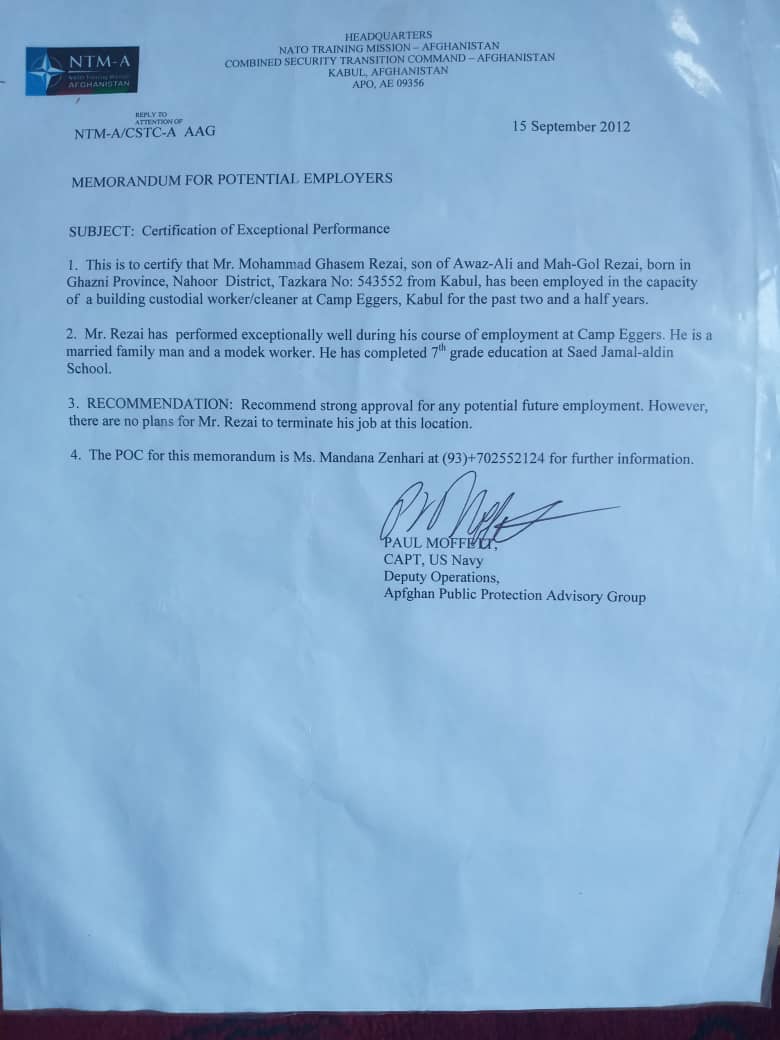 HEADQUARTERS
NATO TRAINING MISSION – AFGHANISTAN
COMBINED SECURITY TRANSITION COMMAND – AFGHANISTAN
KABUL, AFGHANISTAN
APO, AE 09356
NTM-A
NATO Training Mission
AFGHANISTAN
REPLY TO
ATTENTION OF
NTM-A/CSTC-A AAG
15 September 2012
MEMORANDUM FOR POTENTIAL EMPLOYERS
SUBJECT: Certification of Exceptional Performance
1. This is to certify that Mr. Mohammad Ghasem Rezai, son of Awaz-Ali and Mah-Gol Rezai, born in
Ghazni Province, Nahoor District, Tazkara No: 543552 from Kabul, has been employed in the capacity
of a building custodial worker/cleaner at Camp Eggers, Kabul for the past two and a half years.
2. Mr. Rezai has performed exceptionally well during his course of employment at Camp Eggers. He is a
married family man and a modek worker. He has completed 7th grade education at Saed Jamal-aldin
School.
3. RECOMMENDATION: Recommend strong approval for any potential future employment. However,
there are no plans for Mr. Rezai to terminate his job at this location.
4. The POC for this memorandum is Ms. Mandana Zenhari at (93)+702552124 for further information.
PAUL MOFFETT,
CAPT, US Navy
Deputy Operations,
Apfghan Public Protection Advisory Group